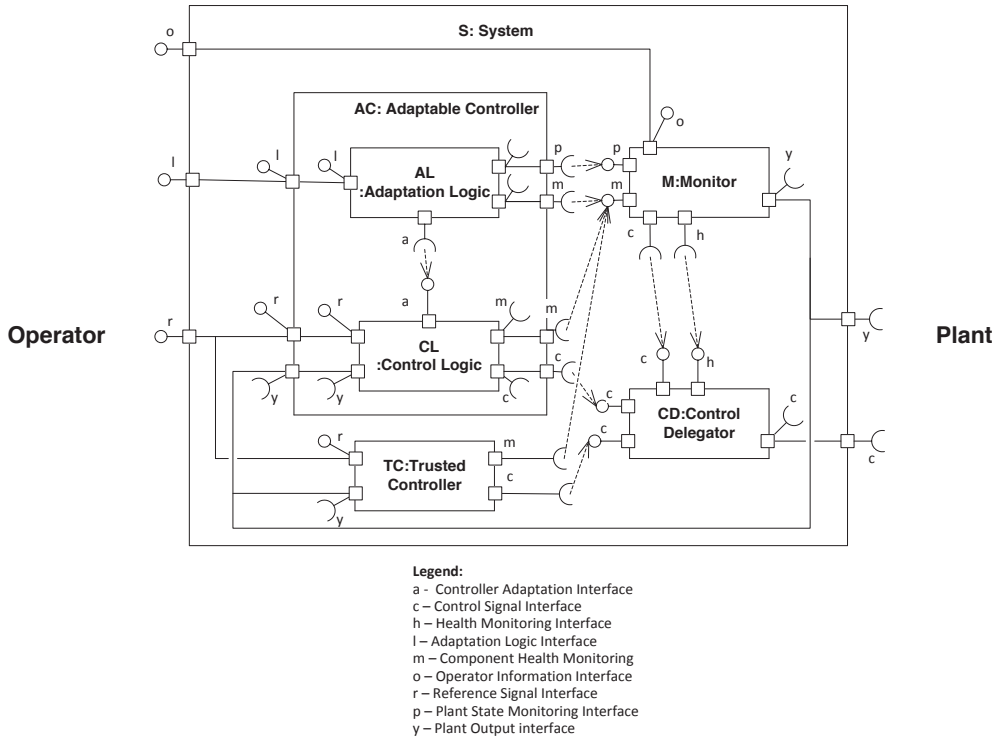 S: System
o
AC: Adaptable Controller
o
l
l
l
AL
:Adaptation Logic
p
m
p
m
M:Monitor
y
c
h
a
a
Operator
r
r
r
CL
:Control Logic
m
m
y
y
c
c
c
h
y
Plant
c
c
CD:Control
Delegator
c
c
r
TC:Trusted
Controller
m
c
y
Legend:
a - Controller Adaptation Interface
c – Control Signal Interface
h – Health Monitoring Interface
l – Adaptation Logic Interface
m – Component Health Monitoring
o – Operator Information Interface
r – Reference Signal Interface
p – Plant State Monitoring Interface
y – Plant Output interface